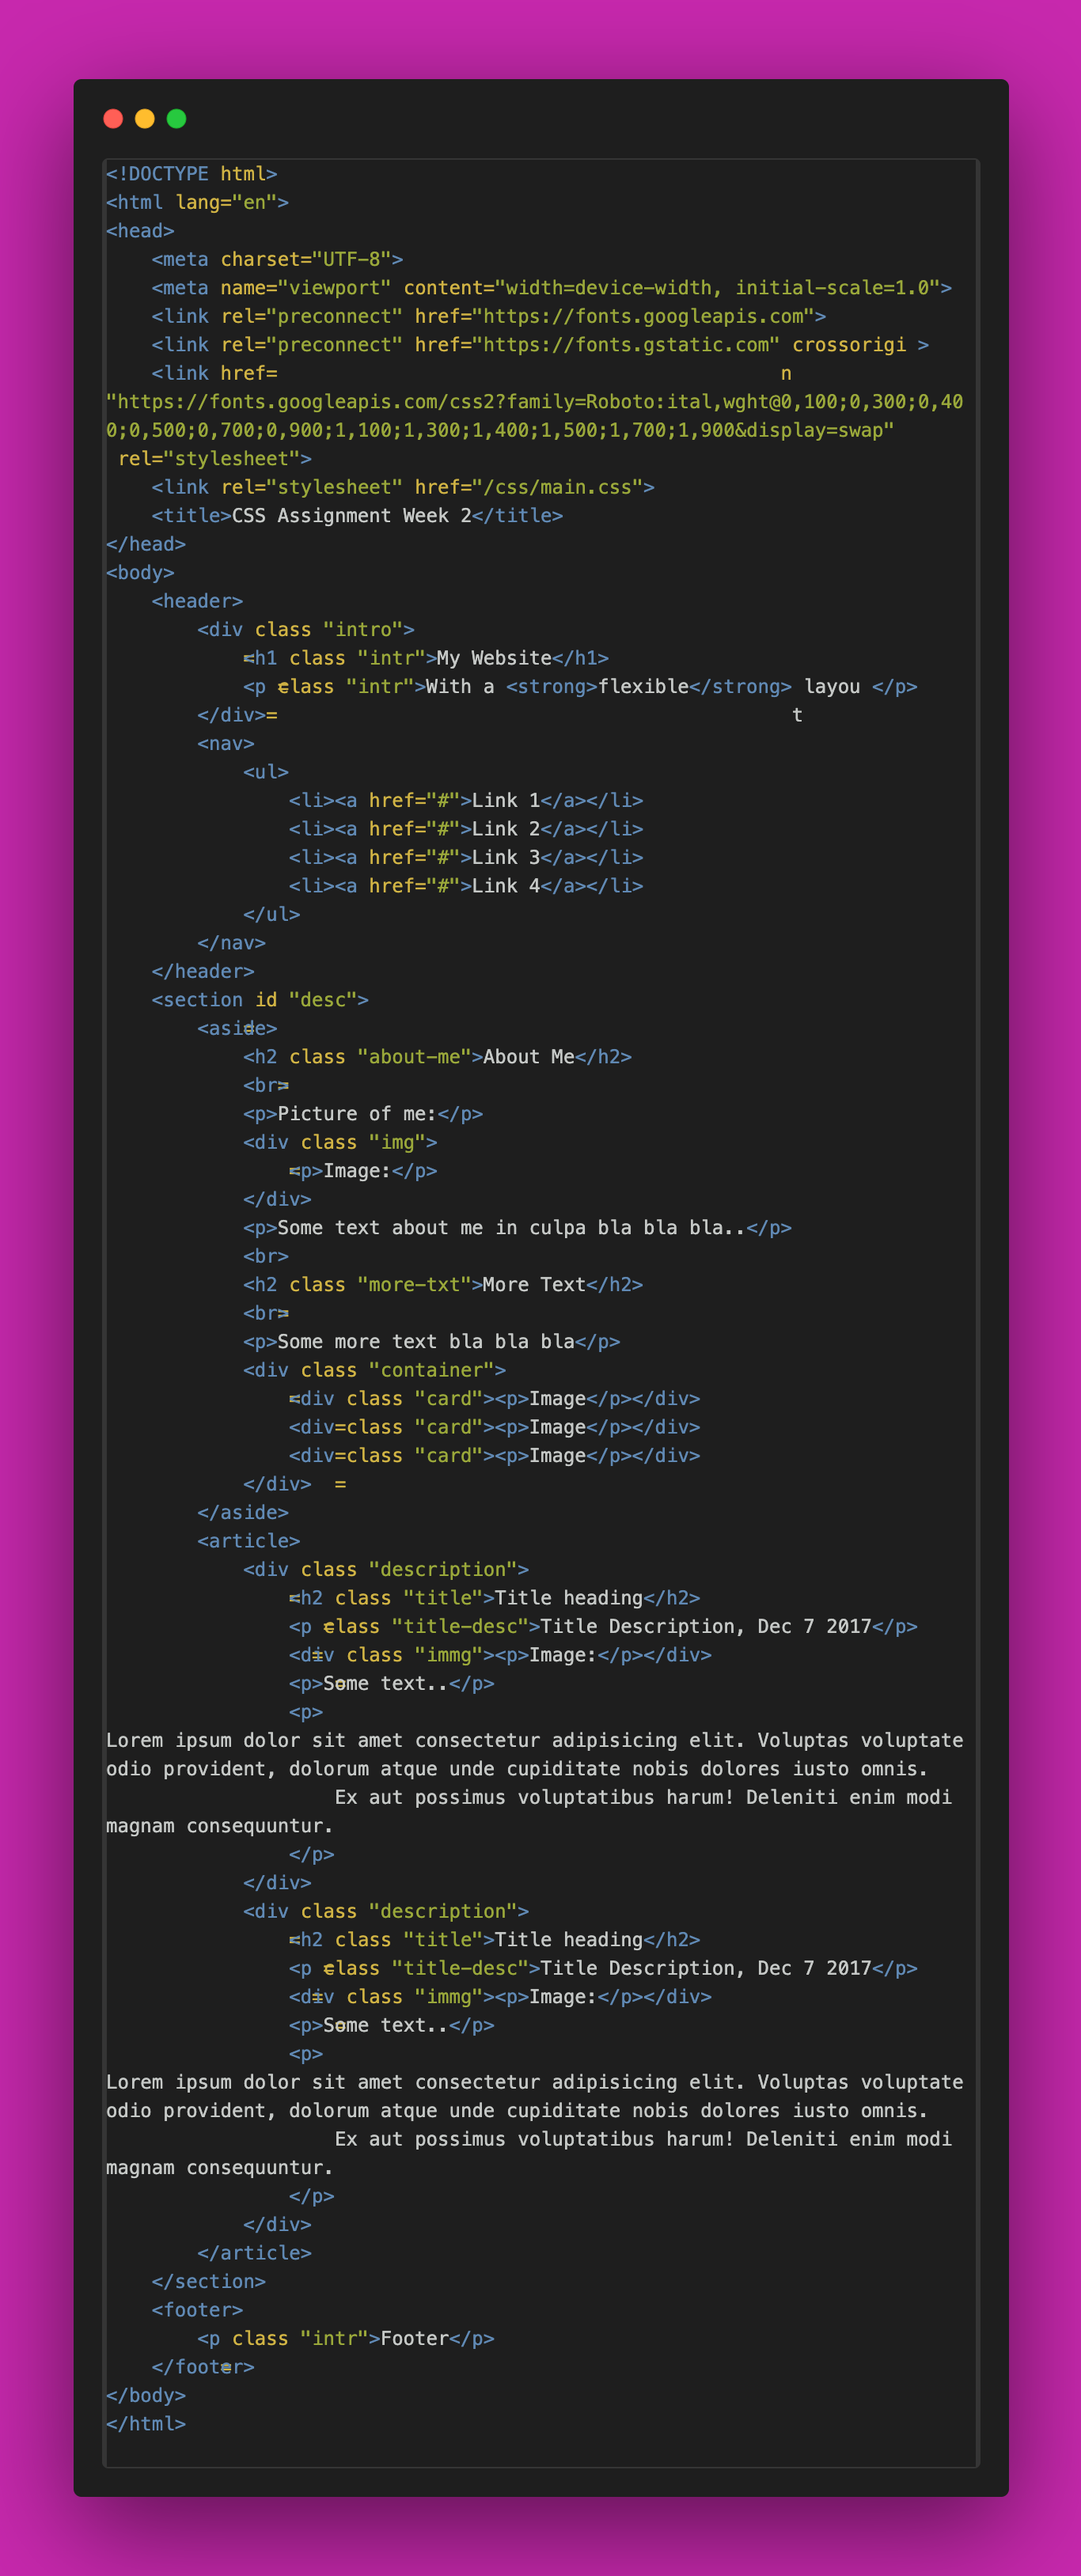 <!DOCTYPE html>
<html lang="en">
<head>
    <meta charset="UTF-8">
    <meta name="viewport" content="width=device-width, initial-scale=1.0">
    <link rel="preconnect" href="https://fonts.googleapis.com">
    <link rel="preconnect" href="https://fonts.gstatic.com" crossorigin>
    <link href=
"https://fonts.googleapis.com/css2?family=Roboto:ital,wght@0,100;0,300;0,40
0;0,500;0,700;0,900;1,100;1,300;1,400;1,500;1,700;1,900&display=swap"
 rel="stylesheet">
    <link rel="stylesheet" href="/css/main.css">
    <title>CSS Assignment Week 2</title>
</head>
<body>
    <header>
        <div class="intro">
            <h1 class="intr">My Website</h1>
            <p class="intr">With a <strong>flexible</strong> layout</p>
        </div>
        <nav>
            <ul>
                <li><a href="#">Link 1</a></li>
                <li><a href="#">Link 2</a></li>
                <li><a href="#">Link 3</a></li>
                <li><a href="#">Link 4</a></li>
            </ul>
        </nav>
    </header>
    <section id="desc">
        <aside>
            <h2 class="about-me">About Me</h2>
            <br>
            <p>Picture of me:</p>
            <div class="img">
                <p>Image:</p>
            </div>
            <p>Some text about me in culpa bla bla bla..</p>
            <br>
            <h2 class="more-txt">More Text</h2>
            <br>
            <p>Some more text bla bla bla</p>
            <div class="container">
                <div class="card"><p>Image</p></div>
                <div class="card"><p>Image</p></div>
                <div class="card"><p>Image</p></div>
            </div>
        </aside>
        <article>
            <div class="description">
                <h2 class="title">Title heading</h2>
                <p class="title-desc">Title Description, Dec 7 2017</p>
                <div class="immg"><p>Image:</p></div>
                <p>Some text..</p>
                <p>
Lorem ipsum dolor sit amet consectetur adipisicing elit. Voluptas voluptate
odio provident, dolorum atque unde cupiditate nobis dolores iusto omnis.
                    Ex aut possimus voluptatibus harum! Deleniti enim modi
magnam consequuntur.
                </p>
            </div>
            <div class="description">
                <h2 class="title">Title heading</h2>
                <p class="title-desc">Title Description, Dec 7 2017</p>
                <div class="immg"><p>Image:</p></div>
                <p>Some text..</p>
                <p>
Lorem ipsum dolor sit amet consectetur adipisicing elit. Voluptas voluptate
odio provident, dolorum atque unde cupiditate nobis dolores iusto omnis.
                    Ex aut possimus voluptatibus harum! Deleniti enim modi
magnam consequuntur.
                </p>
            </div>
        </article>
    </section>
    <footer>
        <p class="intr">Footer</p>
    </footer>
</body>
</html>